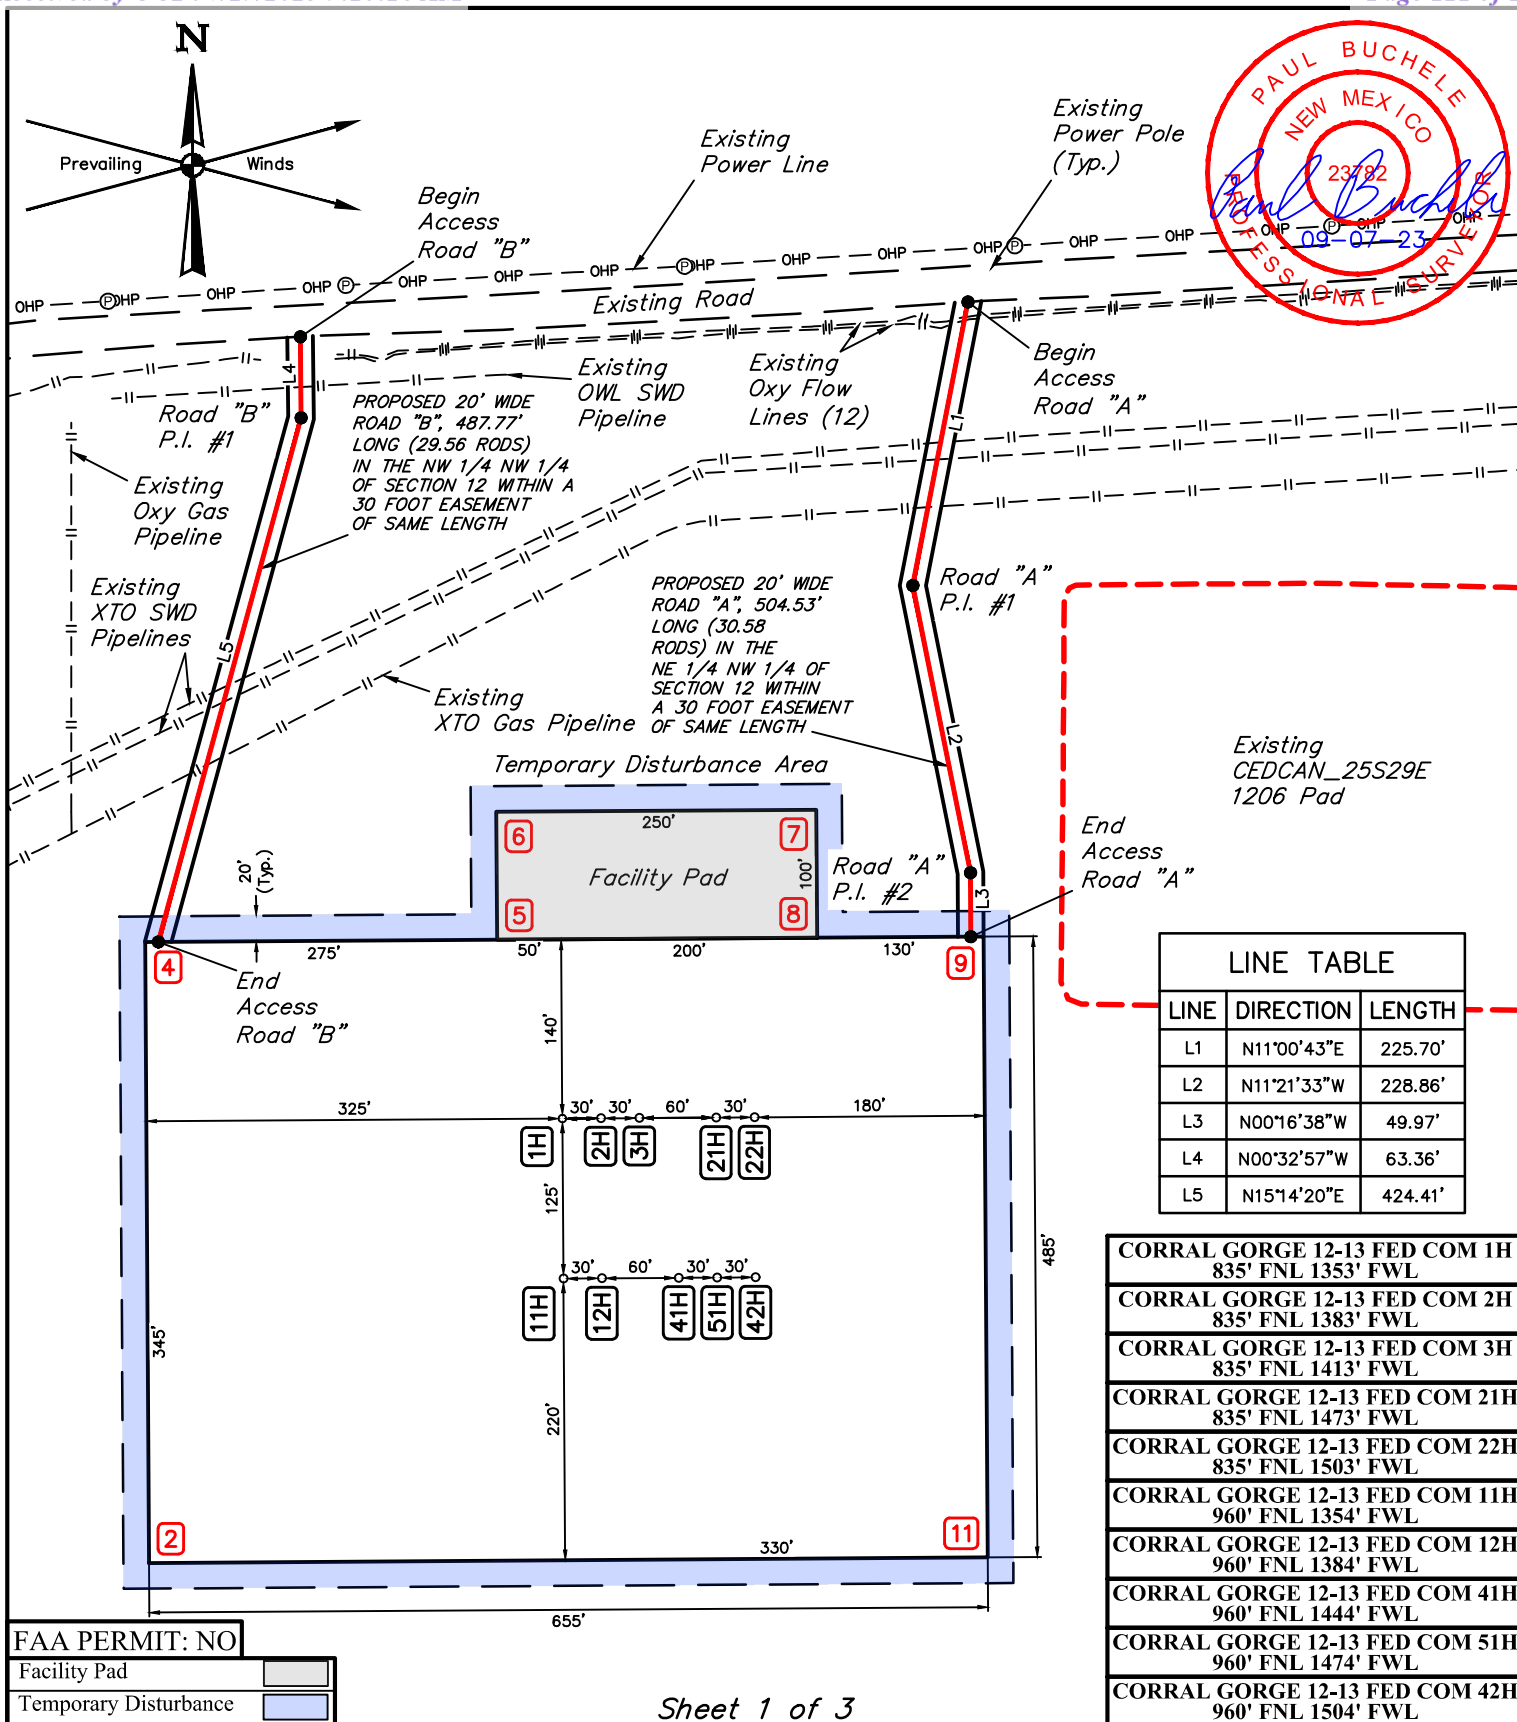 N
Prevailing Winds
PAUL BUCHELE
NEW MEXICO
23782
PROFESSIONAL SURVEYOR
Paul Buchele
09-07-23
Existing
Power Line
Existing
Power Pole
(Typ.)
Begin
Access
Road "B"
OHP P OHP OHP OHP P OHP OHP OHP P OHP OHP OHP P OHP OHP OHP P OHP
Existing Road
Existing
OWL SWD
Pipeline
Existing
Oxy Flow
Lines (12)
Begin
Access
Road "A"
L4
Road "B"
P.I. #1
PROPOSED 20' WIDE
ROAD "B", 487.77'
LONG (29.56 RODS)
IN THE NW 1/4 NW 1/4
OF SECTION 12 WITHIN A
30 FOOT EASEMENT
OF SAME LENGTH
L1
Existing
Oxy Gas
Pipeline
Existing
XTO SWD
Pipelines
L5
PROPOSED 20' WIDE
ROAD "A", 504.53'
LONG (30.58
RODS) IN THE
NE 1/4 NW 1/4 OF
SECTION 12 WITHIN
A 30 FOOT EASEMENT
OF SAME LENGTH
Road "A"
P.I. #1
Existing
XTO Gas Pipeline
L2
Existing
CEDCAN_25S29E
1206 Pad
Temporary Disturbance Area
250'
6
7
Facility Pad
100'
5
8
Road "A"
P.I. #2
End
Access
Road "A"
L3
20'
(Typ.)
275'
50'
200'
130'
4
9
End
Access
Road "B"
140'
325'
30'
30'
60'
30'
180'
1H
2H
3H
21H
22H
125'
30'
60'
30'
30'
11H
12H
41H
51H
42H
485'
345'
220'
2
11
330'
655'
LINE TABLE
LINE DIRECTION LENGTH
L1 N11°00'43"E 225.70'
L2 N11°21'33"W 228.86'
L3 N00°16'38"W 49.97'
L4 N00°32'57"W 63.36'
L5 N15°14'20"E 424.41'
CORRAL GORGE 12-13 FED COM 1H
835' FNL 1353' FWL
CORRAL GORGE 12-13 FED COM 2H
835' FNL 1383' FWL
CORRAL GORGE 12-13 FED COM 3H
835' FNL 1413' FWL
CORRAL GORGE 12-13 FED COM 21H
835' FNL 1473' FWL
CORRAL GORGE 12-13 FED COM 22H
835' FNL 1503' FWL
CORRAL GORGE 12-13 FED COM 11H
960' FNL 1354' FWL
CORRAL GORGE 12-13 FED COM 12H
960' FNL 1384' FWL
CORRAL GORGE 12-13 FED COM 41H
960' FNL 1444' FWL
CORRAL GORGE 12-13 FED COM 51H
960' FNL 1474' FWL
CORRAL GORGE 12-13 FED COM 42H
960' FNL 1504' FWL
FAA PERMIT: NO
Facility Pad
Temporary Disturbance
Sheet 1 of 3